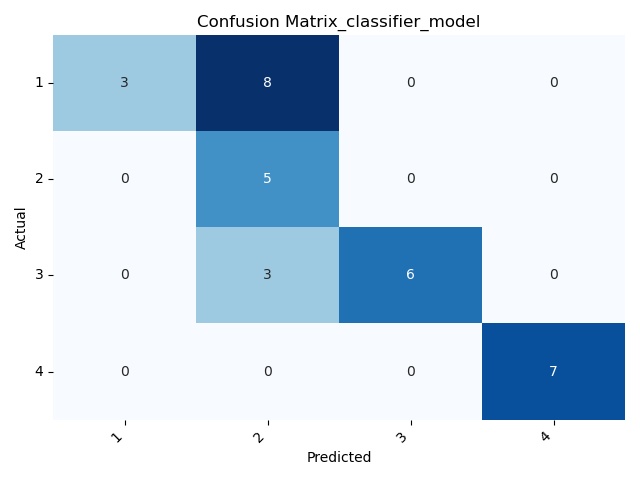 Confusion Matrix_classifier_model
1 3 8 0 0
2 0 5 0 0
3 0 3 6 0
4 0 0 0 7
Actual
1 2 3 4
Predicted